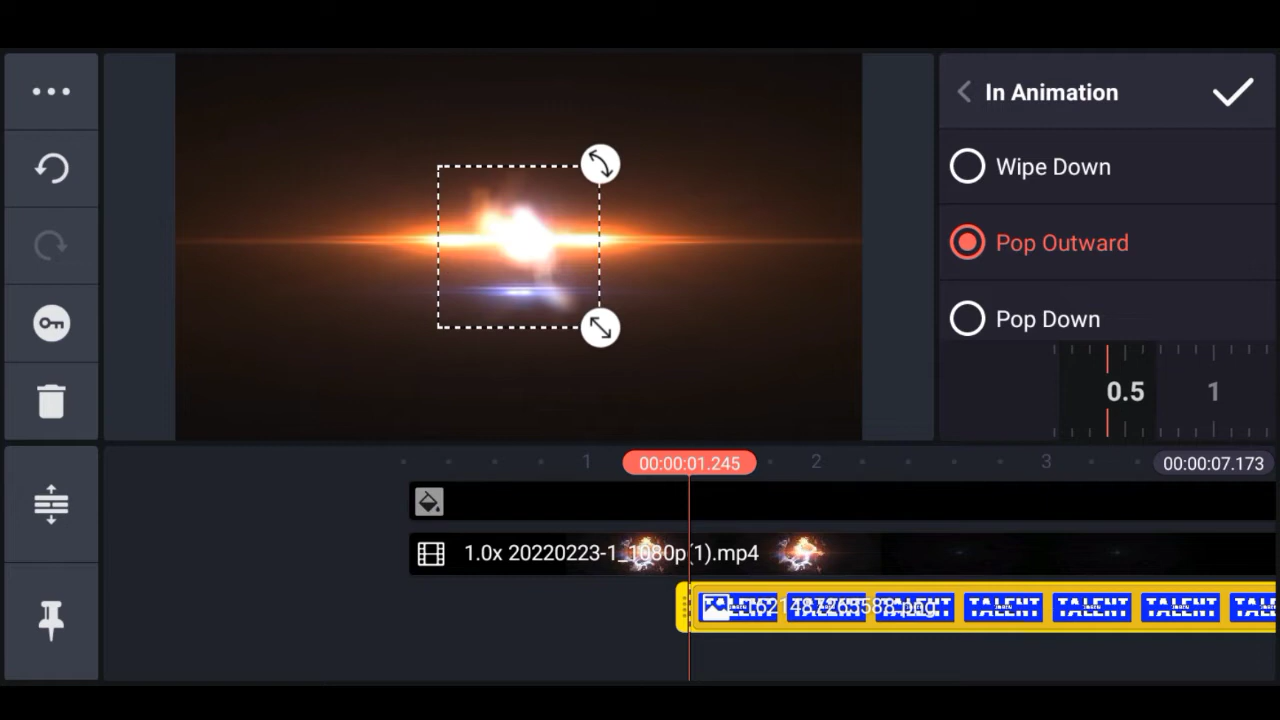 In Animation
Wipe Down
Pop Outward
Pop Down
0.5 1
1 00:00:01.245 2 3 00:00:07.173
1.0x 20220223-1_1080p(1).mp4
TALENT TALENT TALENT TALENT